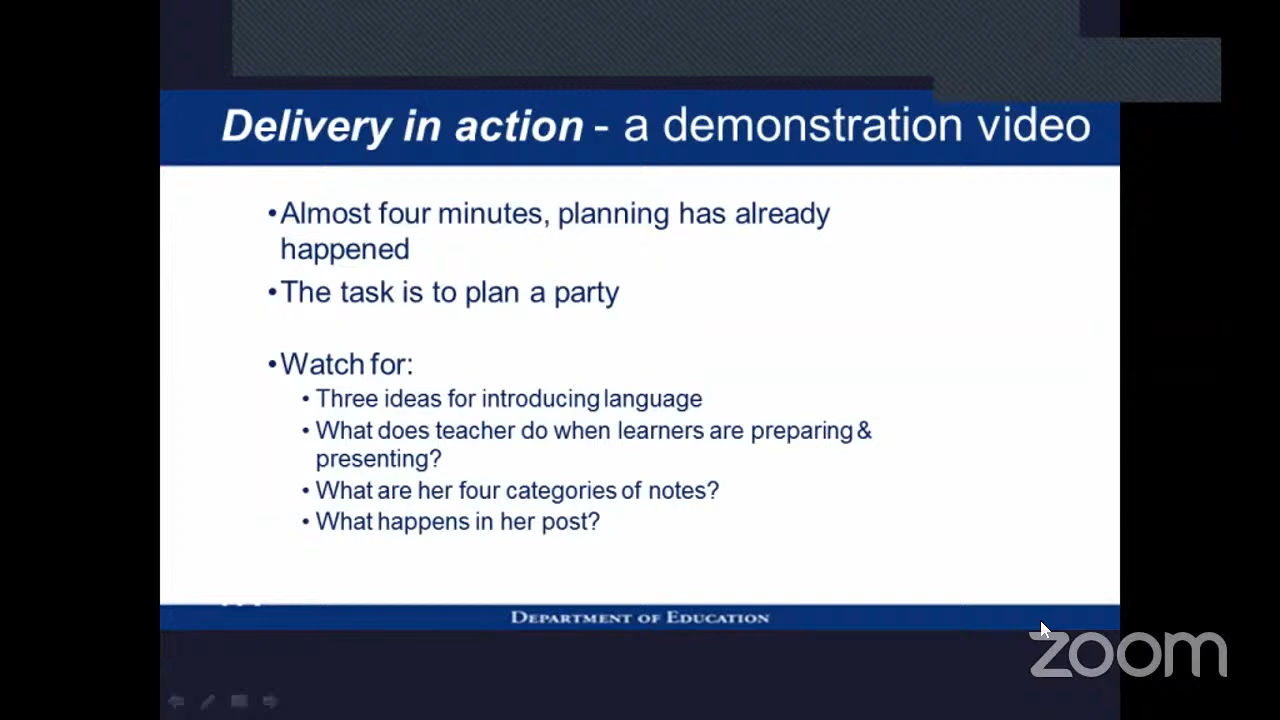 Delivery in action - a demonstration video
•Almost four minutes, planning has already
happened
•The task is to plan a party
•Watch for:
• Three ideas for introducing language
• What does teacher do when learners are preparing &
presenting?
• What are her four categories of notes?
• What happens in her post?
DEPARTMENT OF EDUCATION
zoom